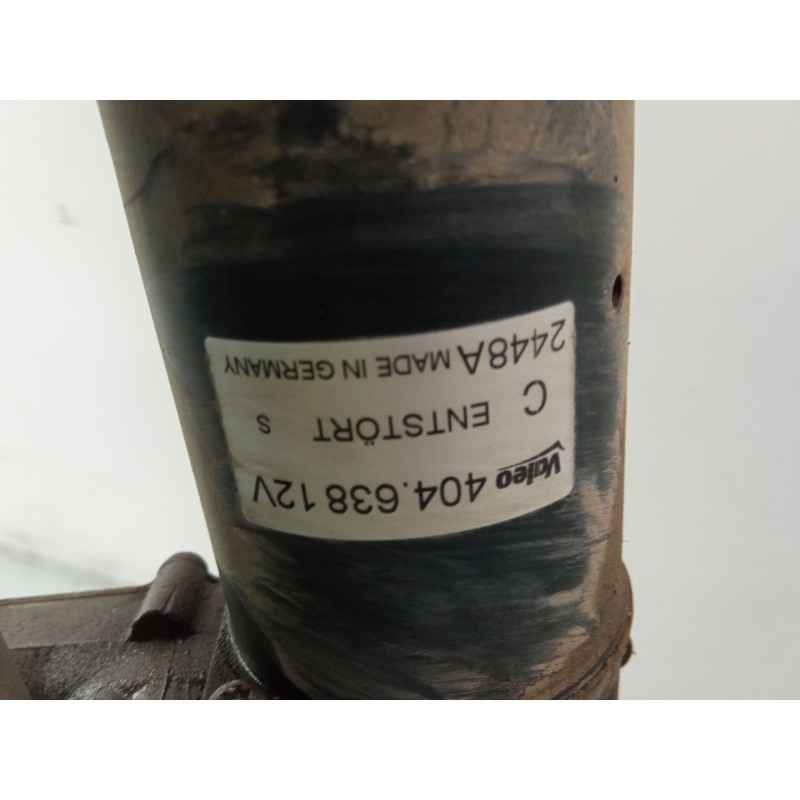 Valeo 404.638 12V
C ENTSTÖRT S
2448A MADE IN GERMANY